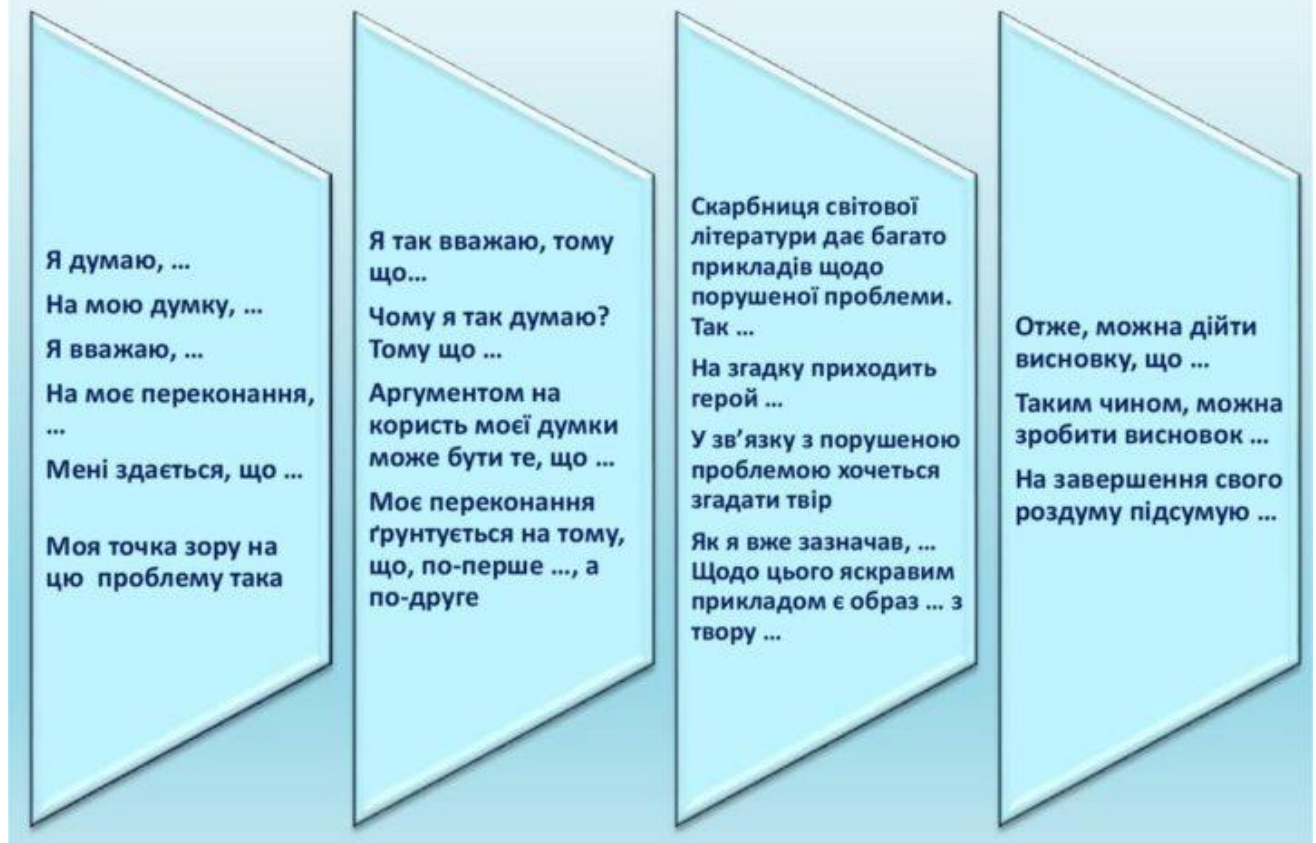 Я думаю, ...
На мою думку, ...
Я вважаю, ...
На моє переконання,
...
Мені здається, що ...
Моя точка зору на
цю проблему така
Я так вважаю, тому
що...
Чому я так думаю?
Тому що ...
Аргументом на
користь моєї думки
може бути те, що ...
Моє переконання
ґрунтується на тому,
що, по-перше ..., а
по-друге
Скарбниця світової
літератури дає багато
прикладів щодо
порушеної проблеми.
Так ...
На згадку приходить
герой ...
У зв’язку з порушеною
проблемою хочеться
згадати твір
Як я вже зазначав, ...
Щодо цього яскравим
прикладом є образ ... з
твору ...
Отже, можна дійти
висновку, що ...
Таким чином, можна
зробити висновок ...
На завершення свого
роздуму підсумую ...